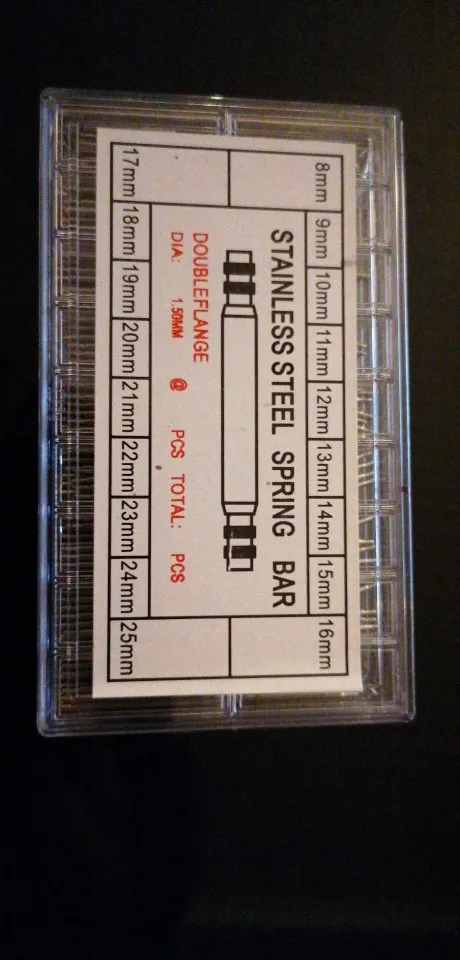 8mm 9mm 10mm 11mm 12mm 13mm 14mm 15mm 16mm
STAINLESS STEEL SPRING BAR
DOUBLEFLANGE
DIA: 1.50MM @ PCS TOTAL: PCS
17mm 18mm 19mm 20mm 21mm 22mm 23mm 24mm 25mm